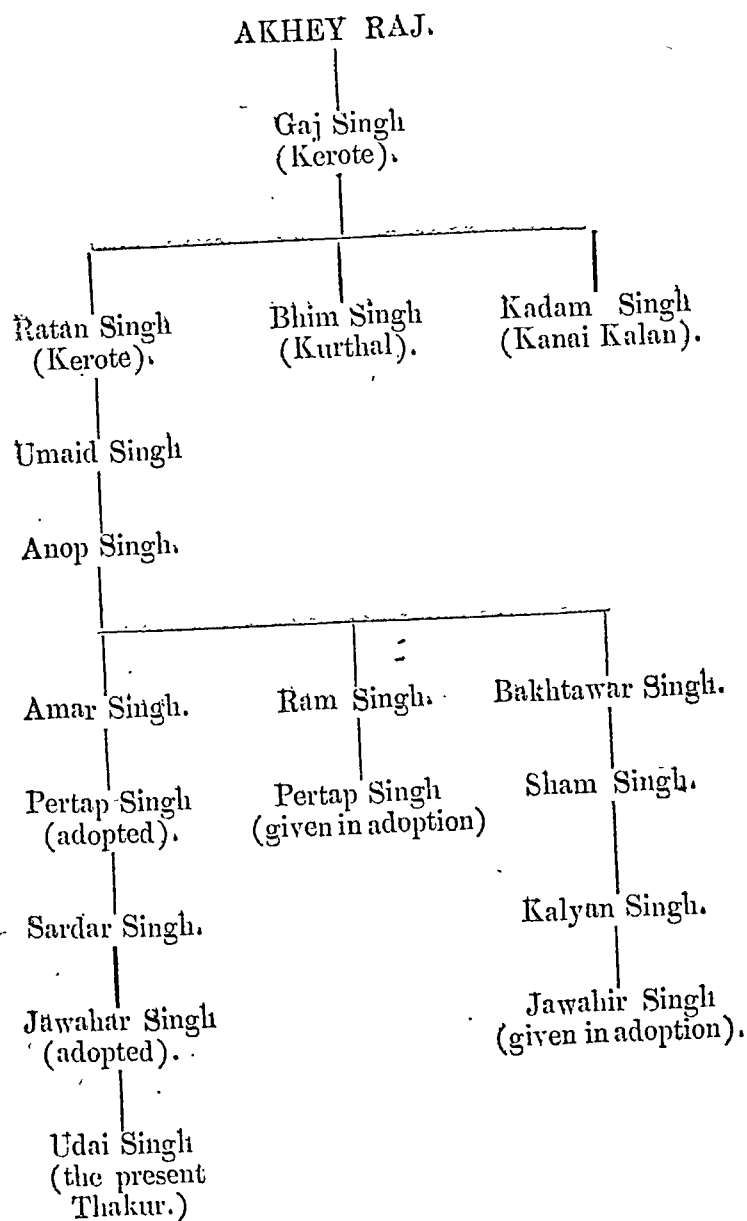 AKHEY RAJ.
Gaj Singh
(Kerote).
Ratan Singh
(Kerote).
Bhim Singh
(Kurthal).
Kadam Singh
(Kanai Kalan).
Umaid Singh
Anop Singh.
Amar Singh.
Ram Singh.
Bakhtawar Singh.
Pertap Singh
(adopted).
Pertap Singh
(given in adoption)
Sham Singh.
Sardar Singh.
Kalyan Singh.
Jawahar Singh
(adopted).
Jawahir Singh
(given in adoption).
Udai Singh
(the present
Thakur.)